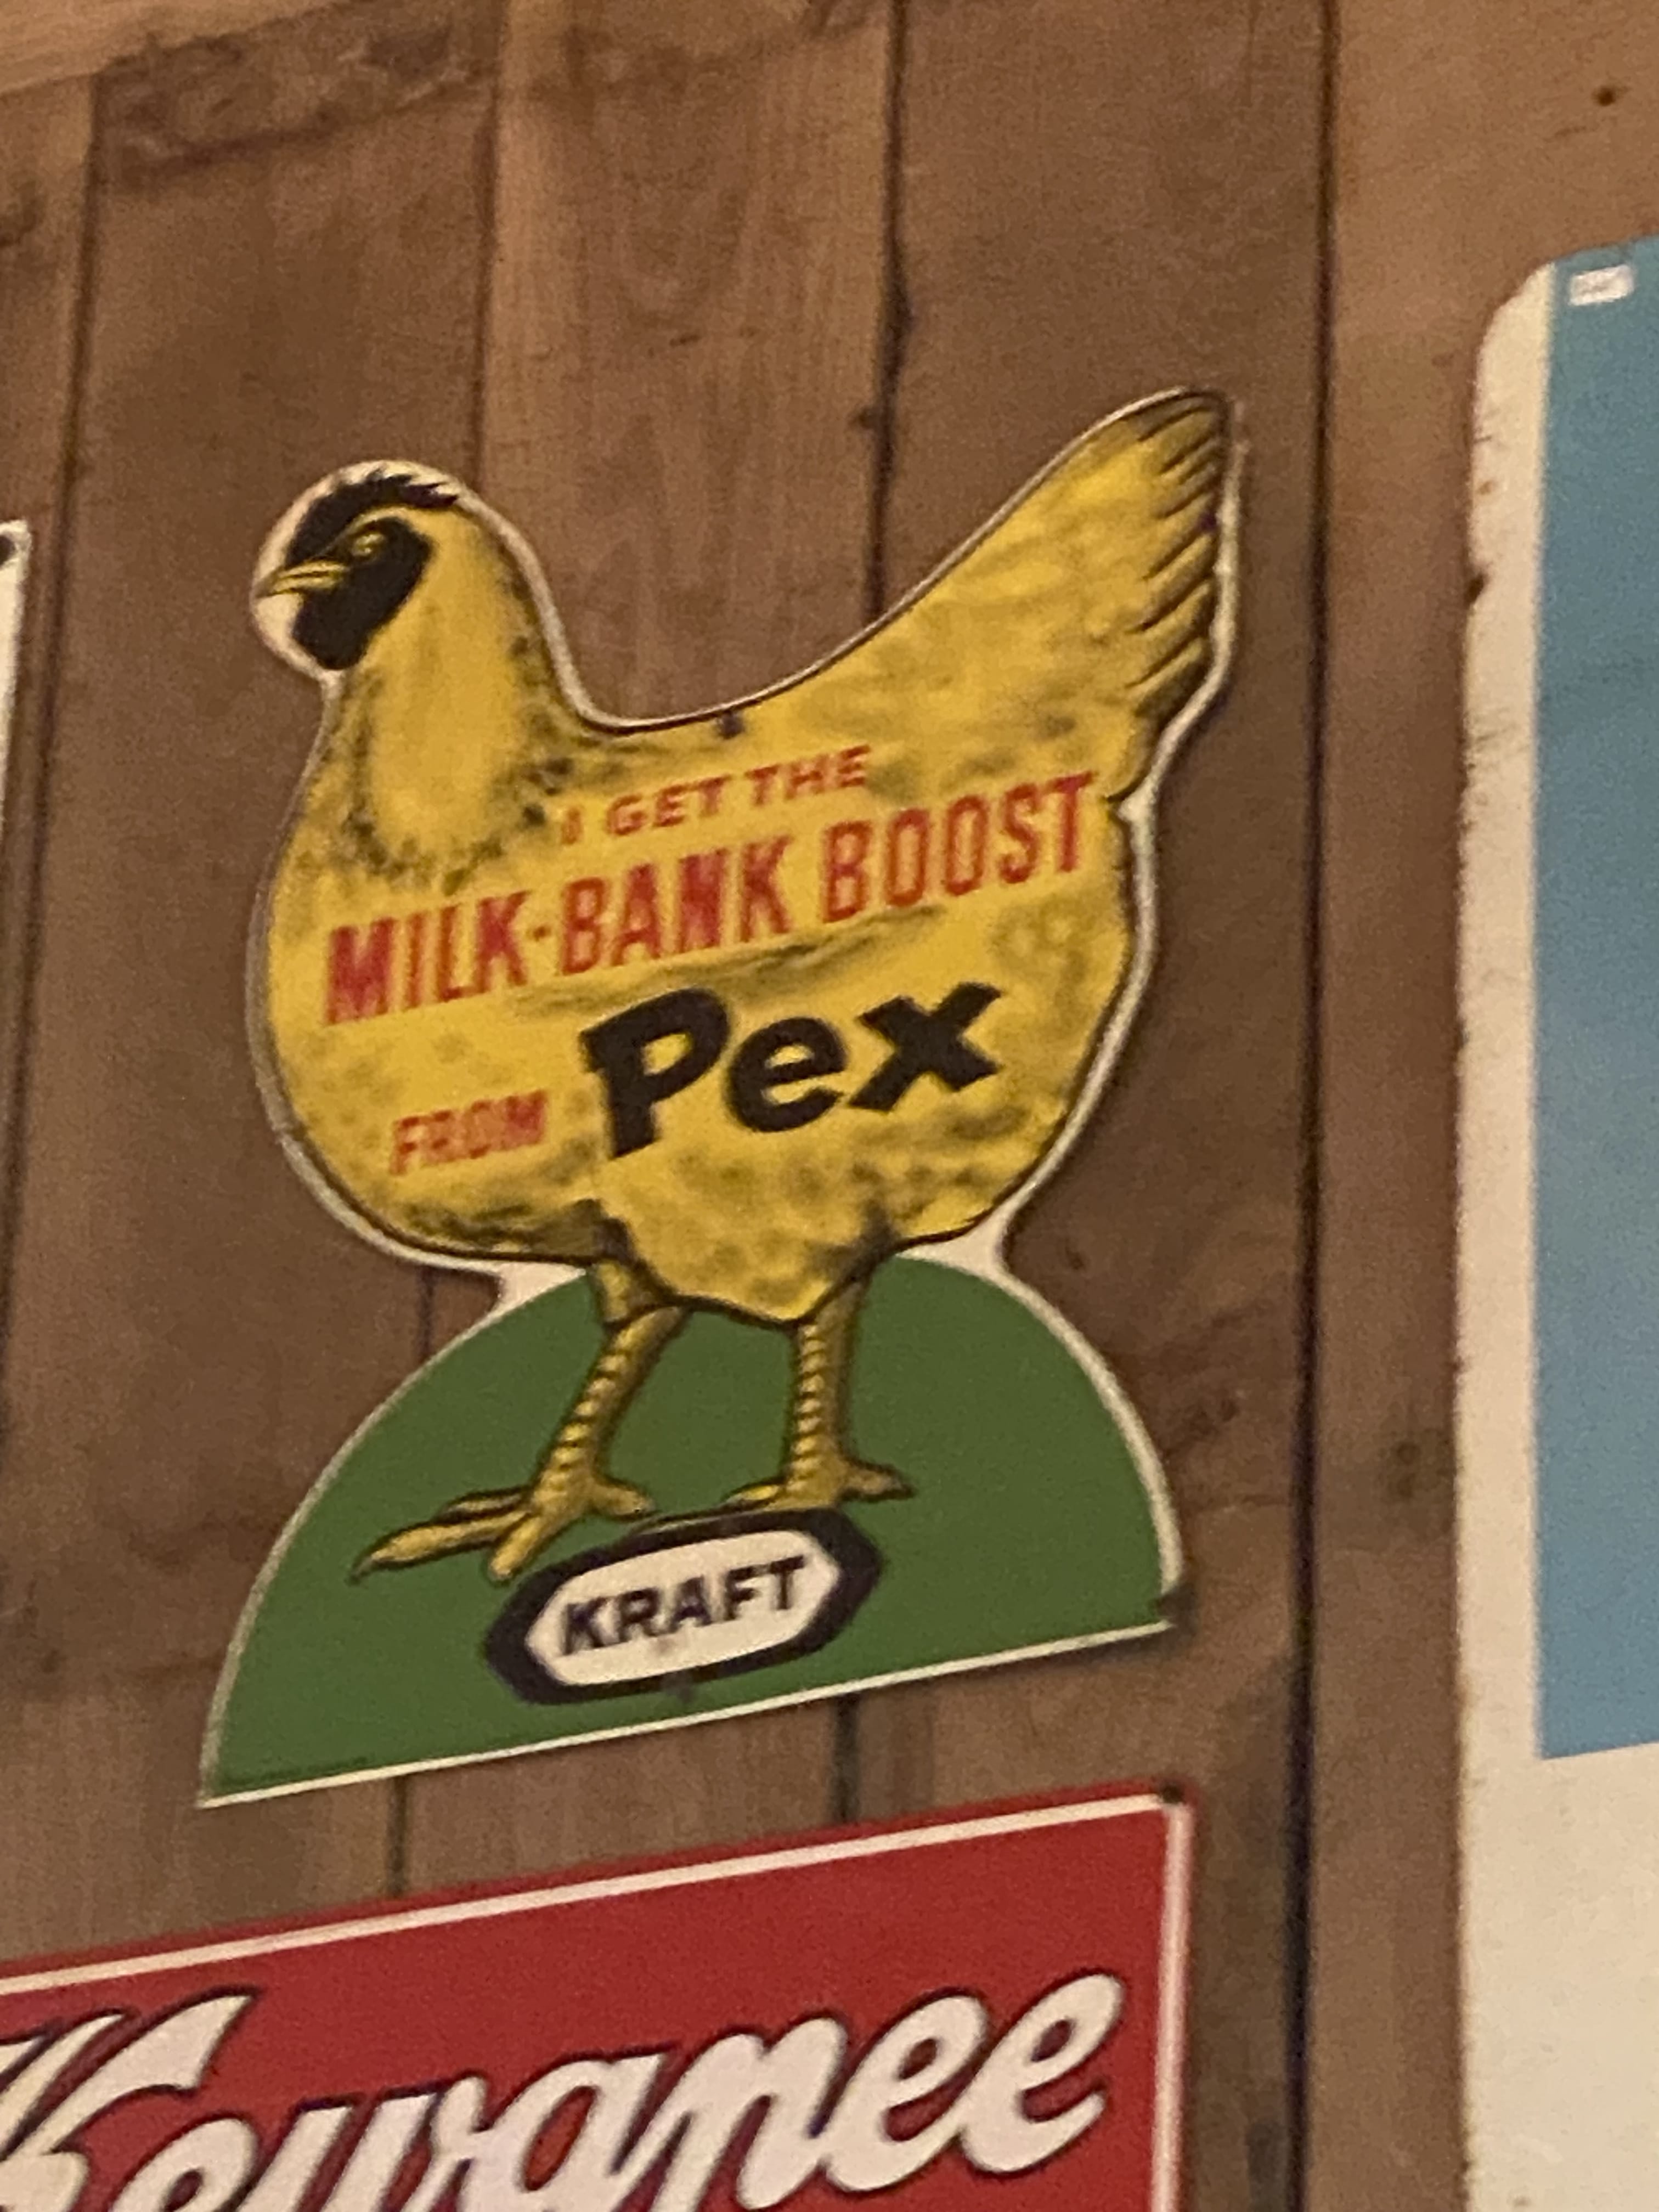 I GET THE
MILK-BANK BOOST
FROM Pex
KRAFT
Kewanee